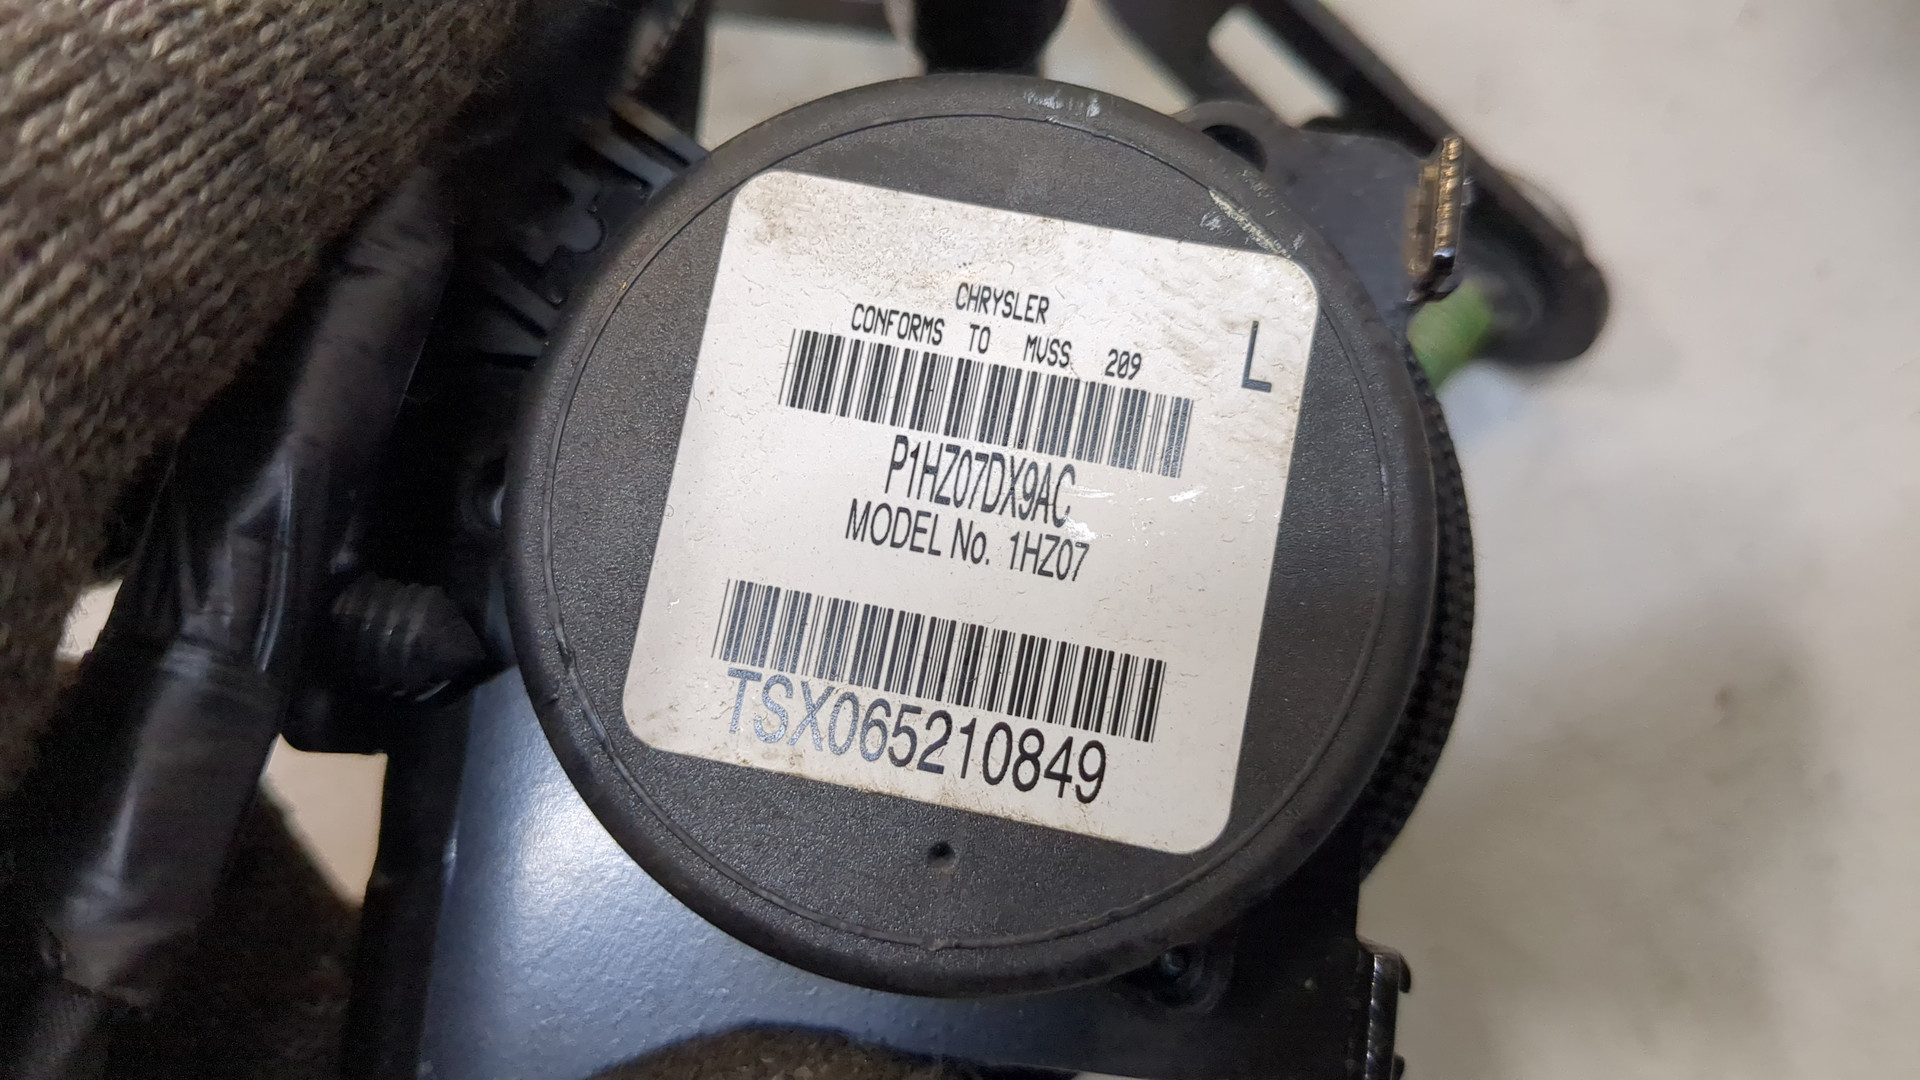 CHRYSLER
CONFORMS TO MVSS 209
L
P1HZ07DX9AC
MODEL No. 1HZ07
TSX065210849